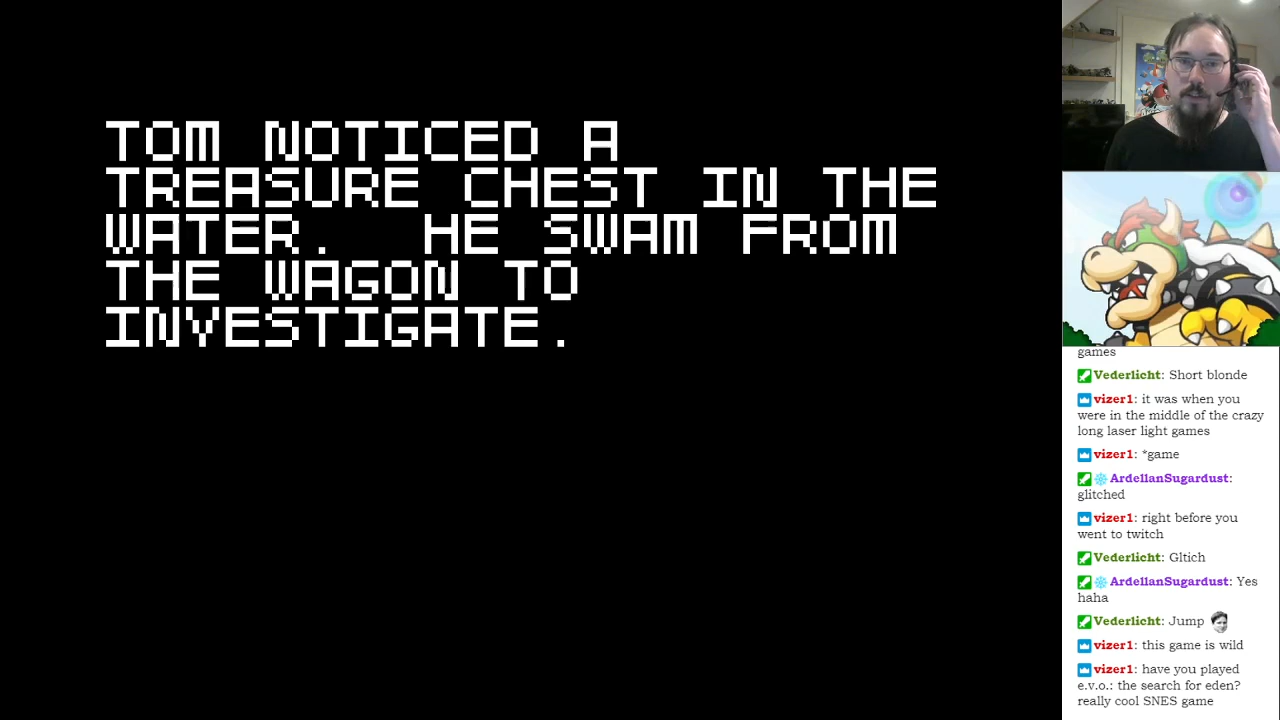 TOM NOTICED A
TREASURE CHEST IN THE
WATER.  HE SWAM FROM
THE WAGON TO
INVESTIGATE.
games
Vederlicht: Short blonde
vizer1: it was when you
were in the middle of the crazy
long laser light games
vizer1: *game
ArdellanSugardust:
glitched
vizer1: right before you
went to twitch
Vederlicht: Gltich
ArdellanSugardust: Yes
haha
Vederlicht: Jump
vizer1: this game is wild
vizer1: have you played
e.v.o.: the search for eden?
really cool SNES game